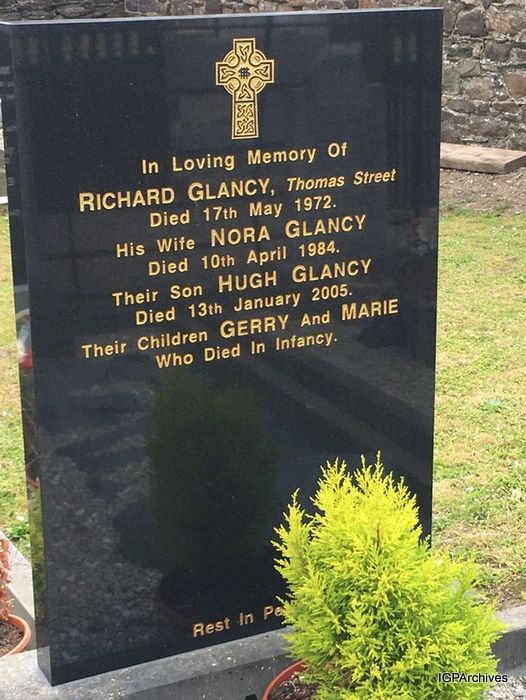 In Loving Memory Of
RICHARD GLANCY, Thomas Street
Died 17th May 1972.
His Wife NORA GLANCY
Died 10th April 1984.
Their Son HUGH GLANCY
Died 13th January 2005.
Their Children GERRY And MARIE
Who Died In Infancy.
Rest In
IGPArchives